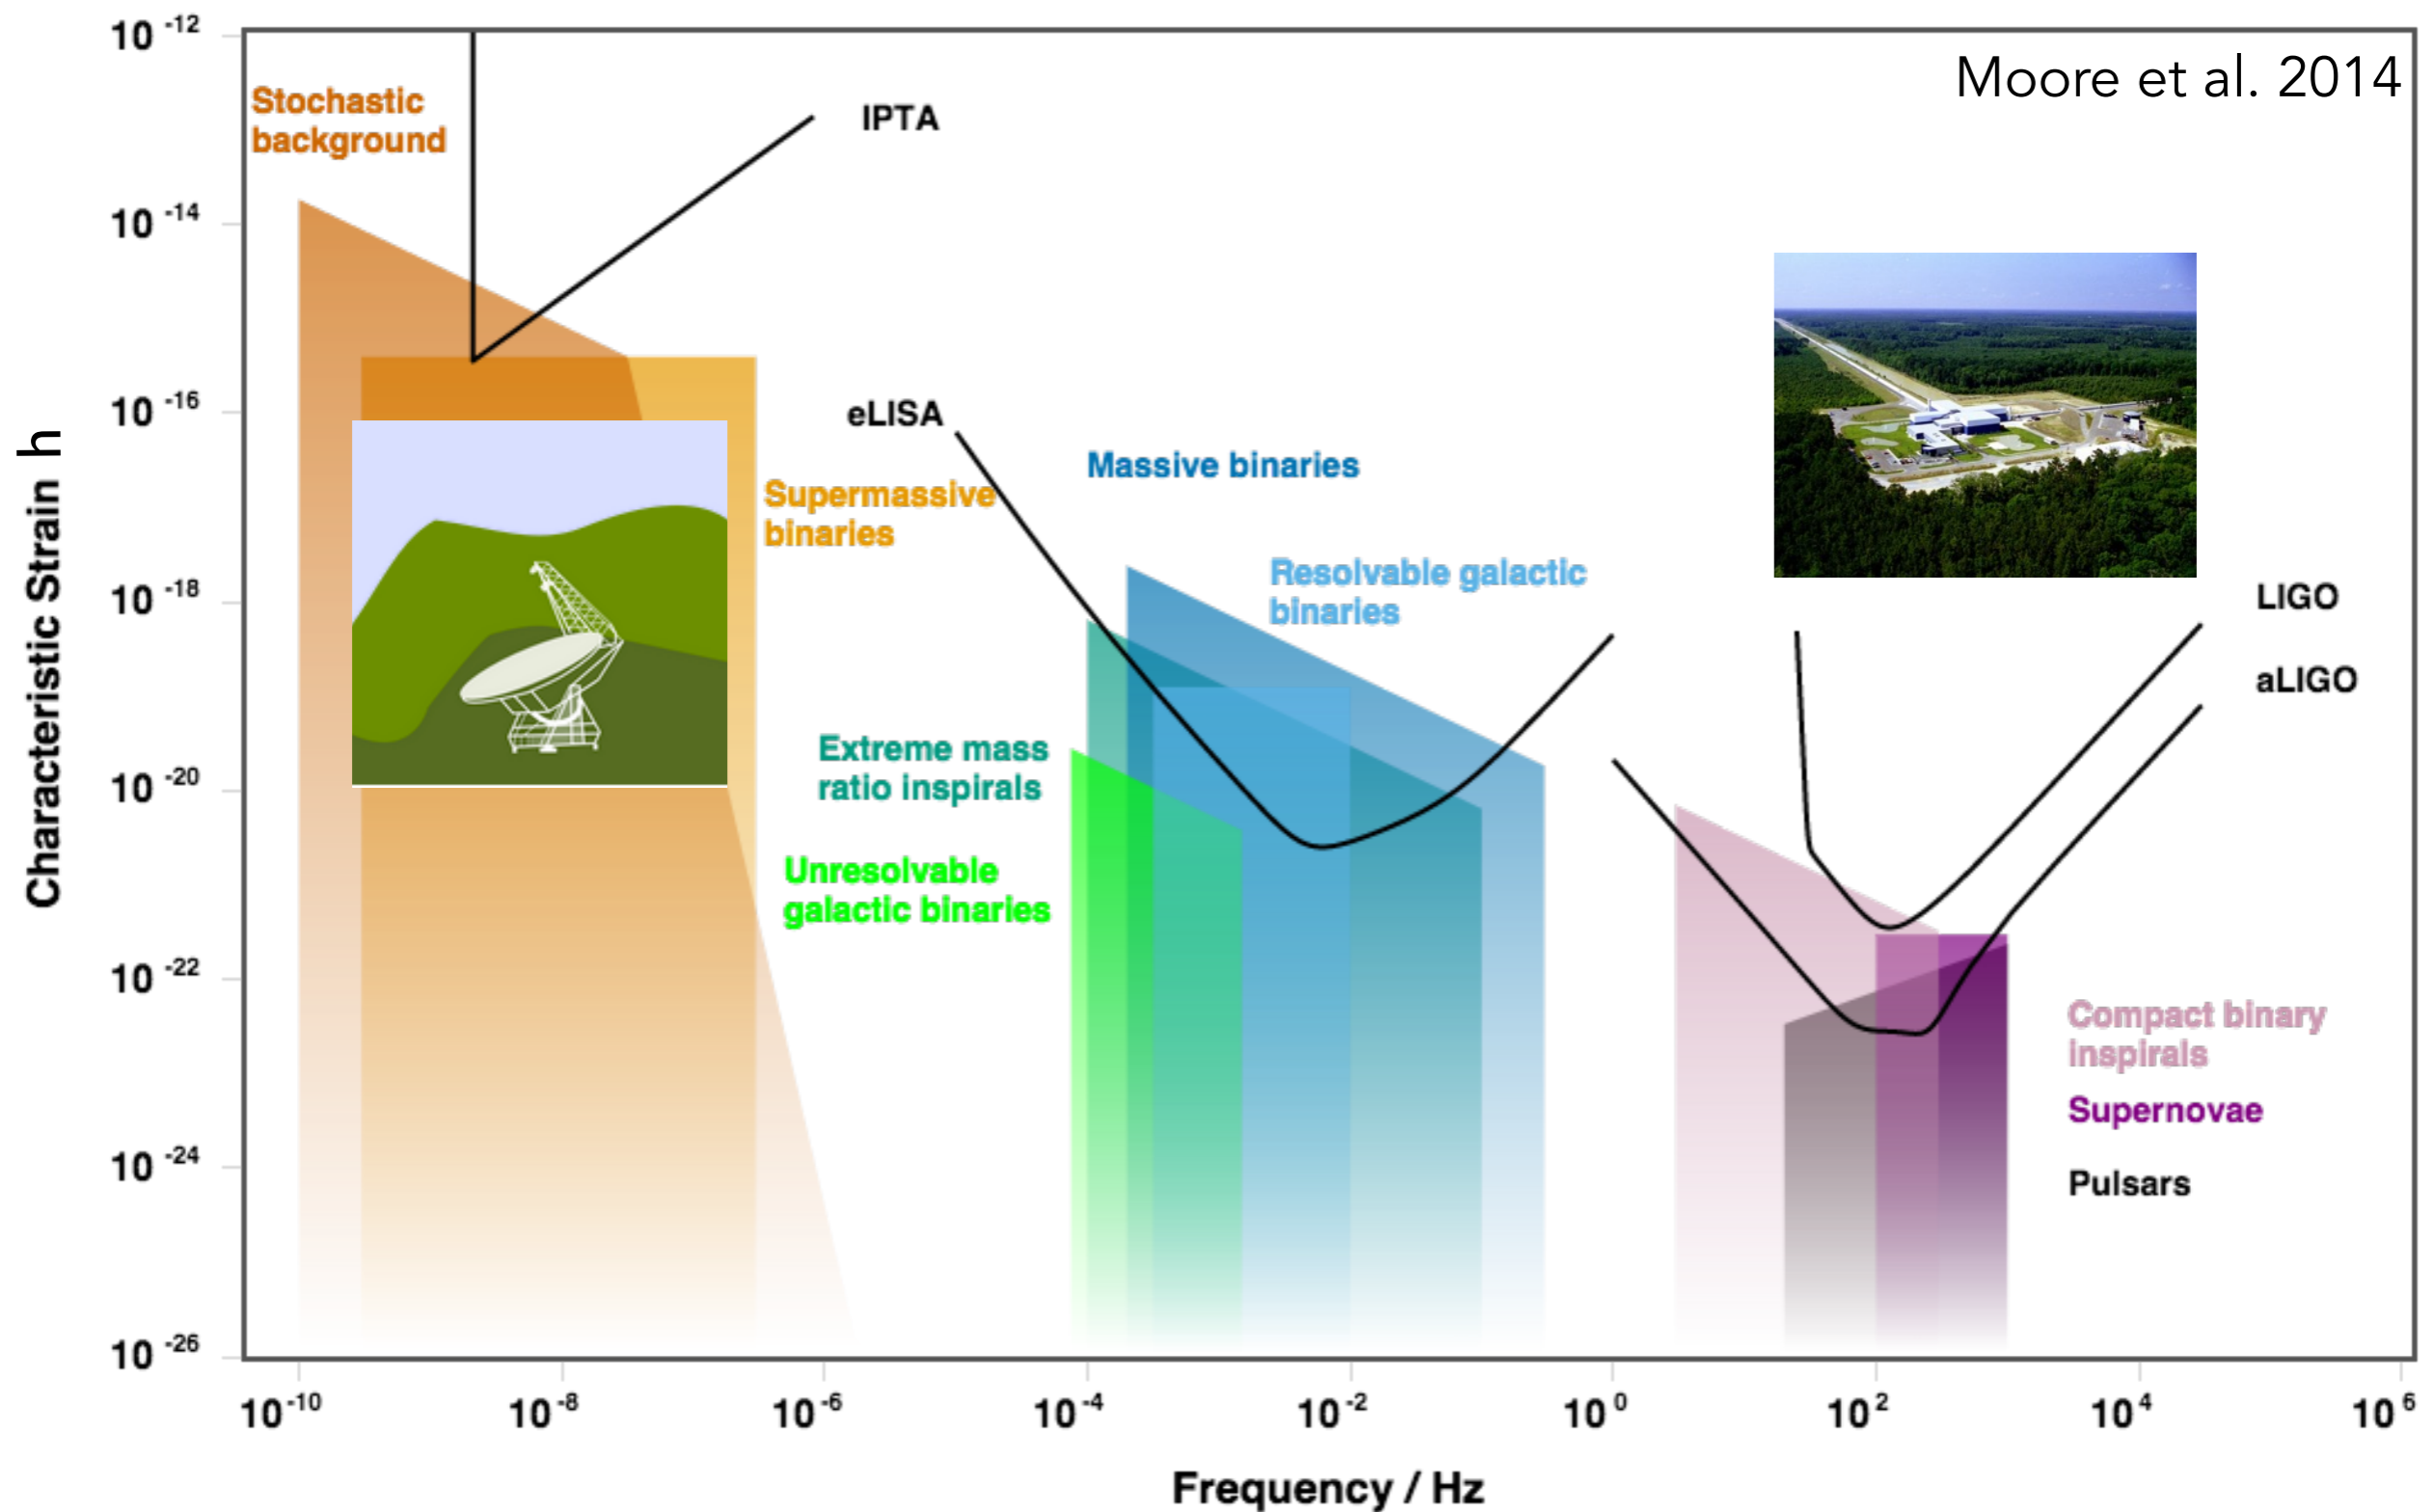 Moore et al. 2014
10 -12
10 -14
10 -16
10 -18
10 -20
10 -22
10 -24
10 -26
Characteristic Strain h
Stochastic
background
IPTA
eLISA
Supermassive
binaries
Massive binaries
Resolvable galactic
binaries
Extreme mass
ratio inspirals
Unresolvable
galactic binaries
LIGO
aLIGO
Compact binary
inspirals
Supernovae
Pulsars
10 -10
10 -8
10 -6
10 -4
10 -2
10 0
10 2
10 4
10 6
Frequency / Hz